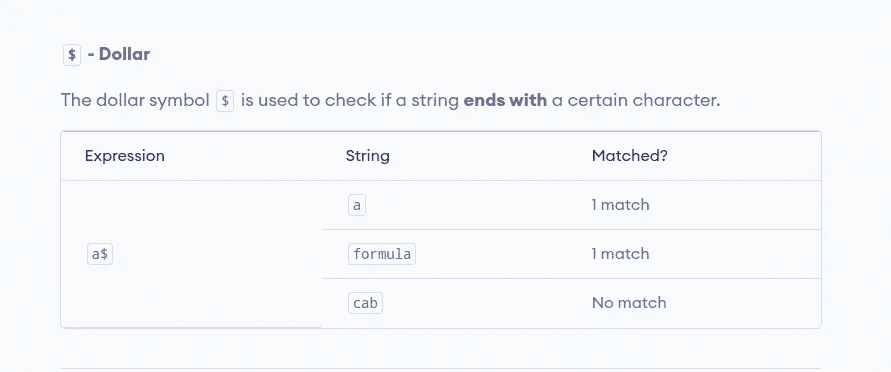 $ - Dollar
The dollar symbol $ is used to check if a string ends with a certain character.
Expression String Matched?
a 1 match
a$ formula 1 match
cab No match